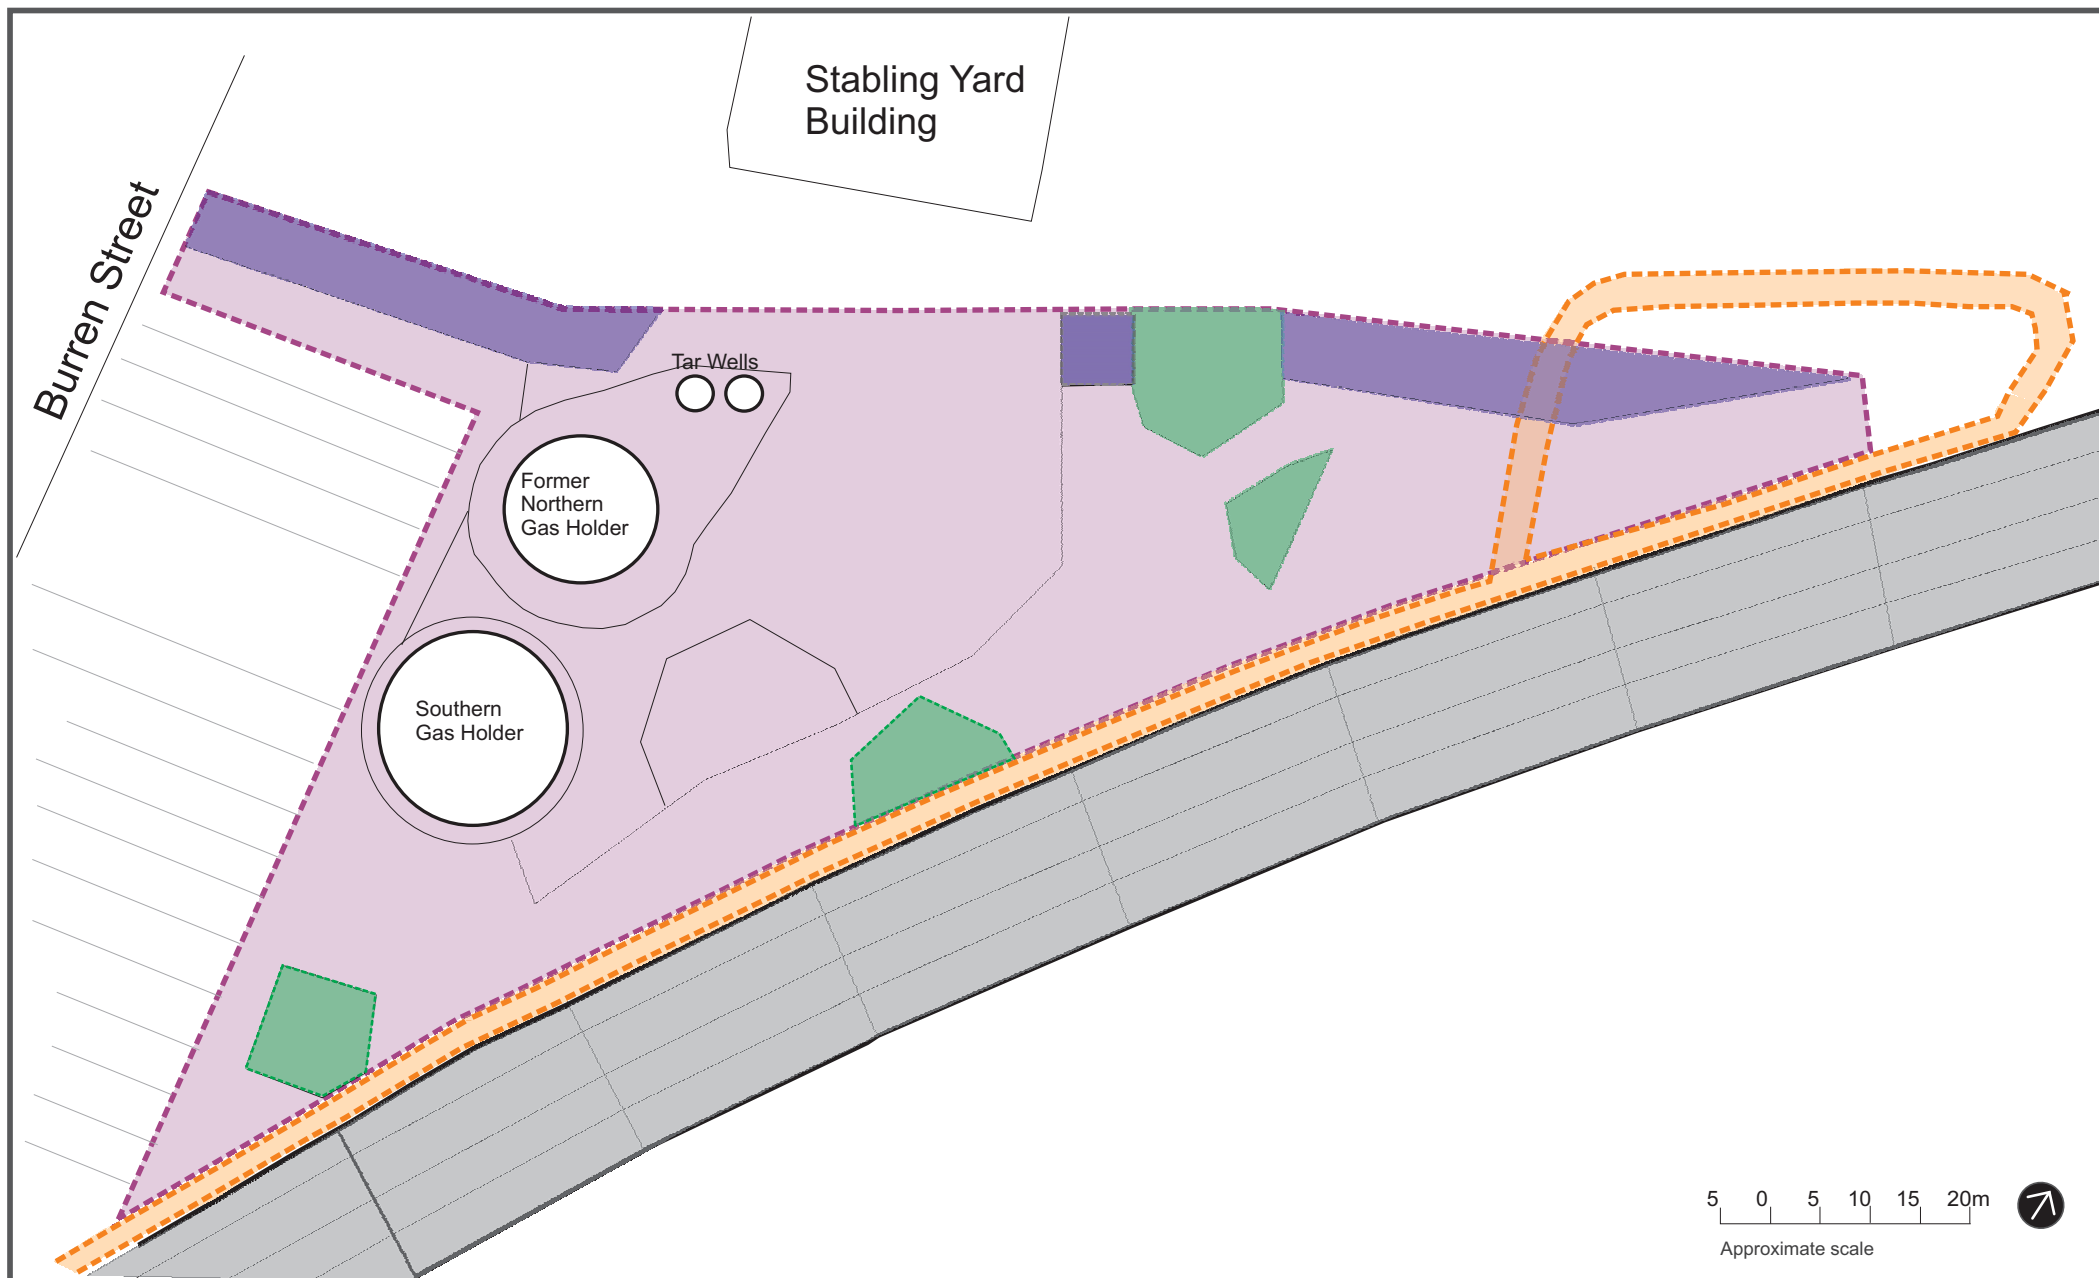 Stabling Yard
Building
Burren Street
Tar Wells
Former
Northern
Gas Holder
Southern
Gas Holder
5 0 5 10 15 20m
Approximate scale